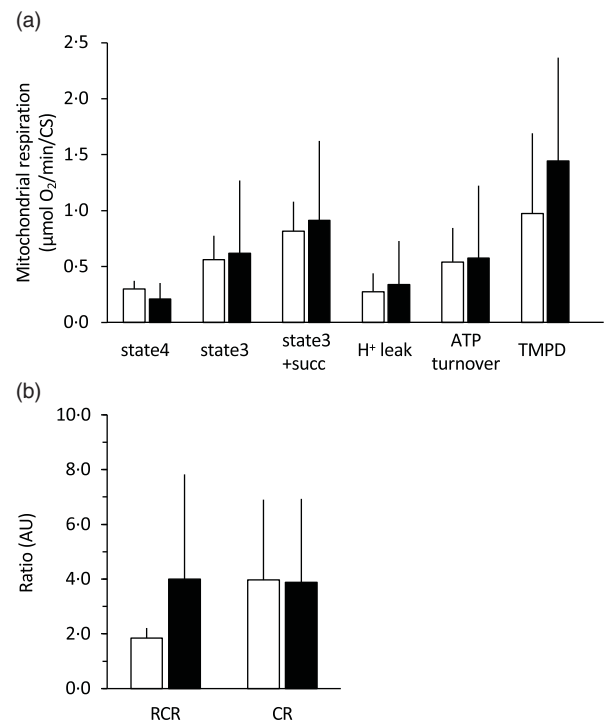 (a)
Mitochondrial respiration
(µmol O₂/min/CS)
2·5
2·0
1·5
1·0
0·5
0·0
state4 state3 state3 +succ H⁺ leak ATP turnover TMPD
(b)
Ratio (AU)
10·0
8·0
6·0
4·0
2·0
0·0
RCR CR